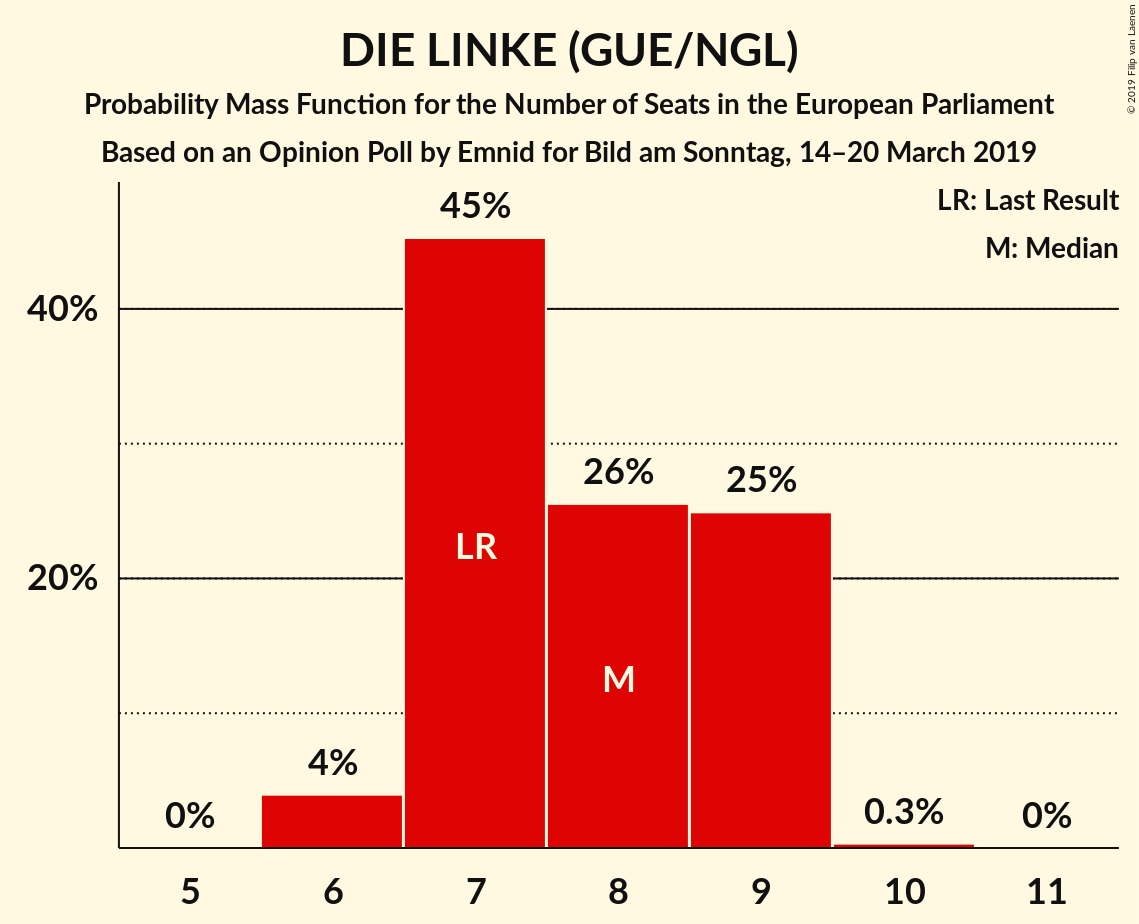 DIE LINKE (GUE/NGL)
Probability Mass Function for the Number of Seats in the European Parliament
Based on an Opinion Poll by Emnid for Bild am Sonntag, 14–20 March 2019
© 2019 Filip van Laenen
LR: Last Result
M: Median
40%
20%
0%
4%
45%
26%
25%
0.3%
0%
LR
M
5
6
7
8
9
10
11